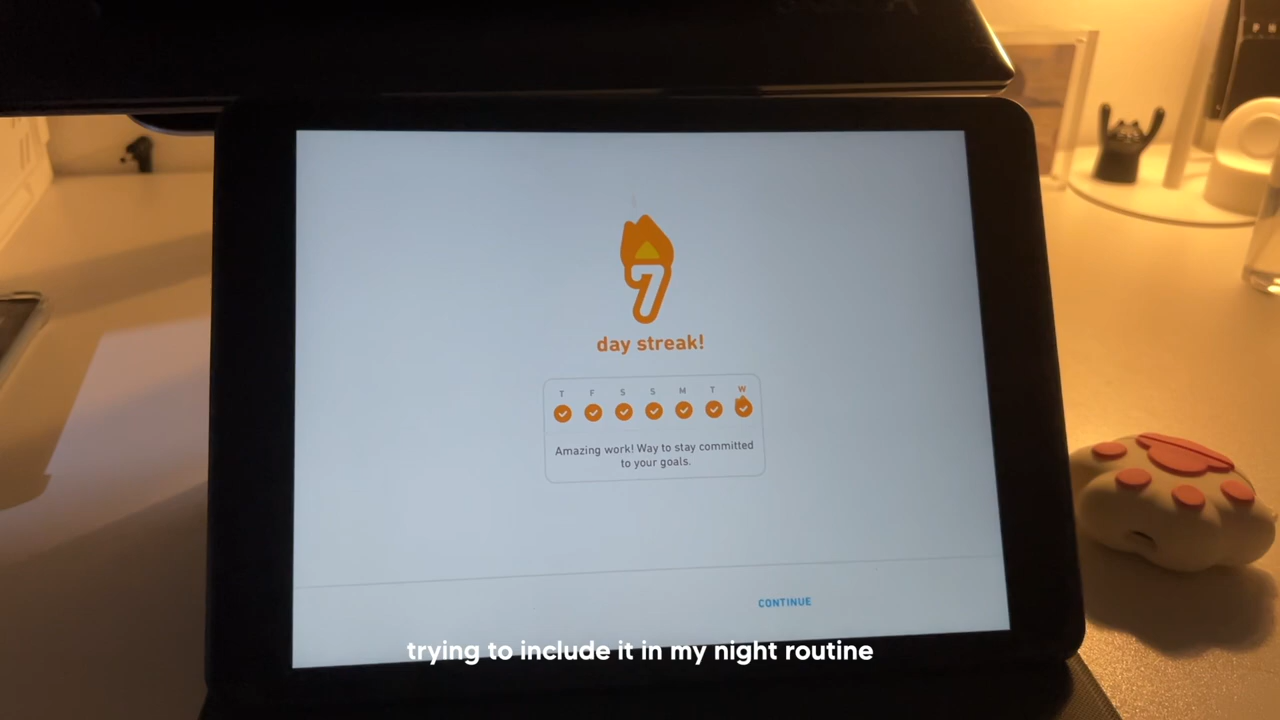 7
day streak!
T F S S M T W
Amazing work! Way to stay committed
to your goals.
CONTINUE
trying to include it in my night routine